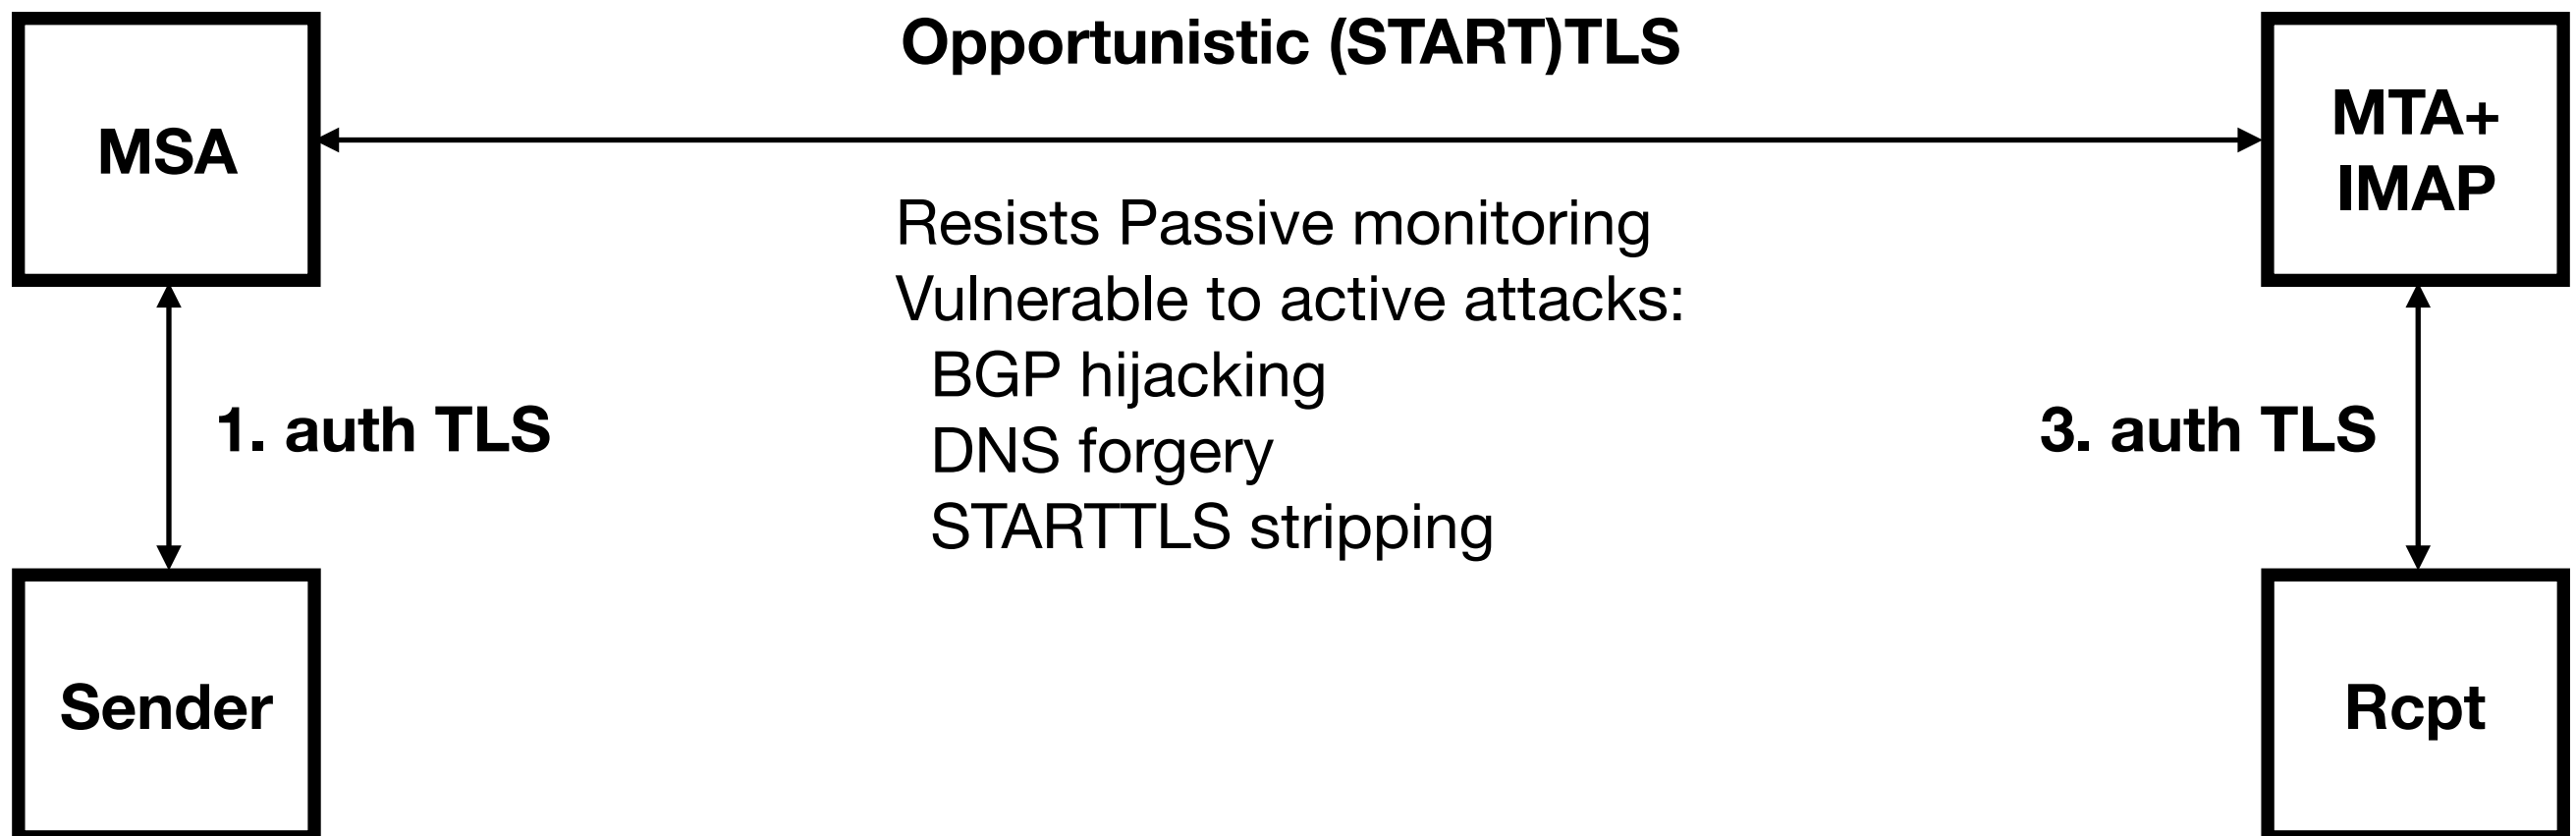 Opportunistic (START)TLS
MSA
MTA+
IMAP
Resists Passive monitoring
Vulnerable to active attacks:
BGP hijacking
DNS forgery
STARTTLS stripping
1. auth TLS
3. auth TLS
Sender
Rcpt